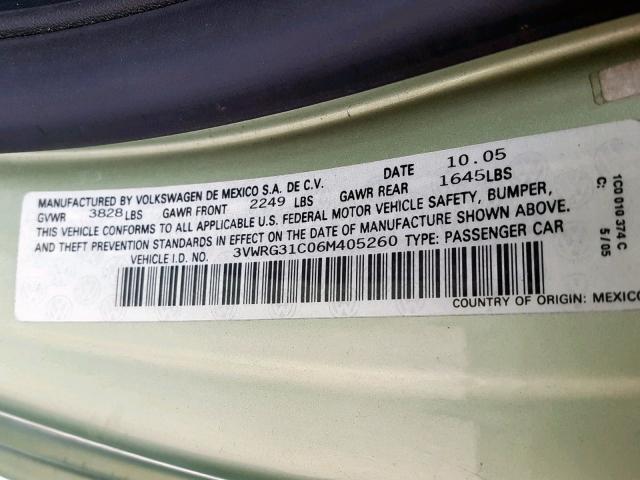 MANUFACTURED BY VOLKSWAGEN DE MEXICO S.A. DE C.V. DATE 10.05
GVWR 3828LBS GAWR FRONT 2249 LBS GAWR REAR 1645LBS
THIS VEHICLE CONFORMS TO ALL APPLICABLE U.S. FEDERAL MOTOR VEHICLE SAFETY, BUMPER,
AND THEFT PREVENTION STANDARDS IN EFFECT ON THE DATE OF MANUFACTURE SHOWN ABOVE.
VEHICLE I.D. NO. 3VWRG31C06M405260 TYPE: PASSENGER CAR
COUNTRY OF ORIGIN: MEXICO
1C0 010 374 C
C: 5/05